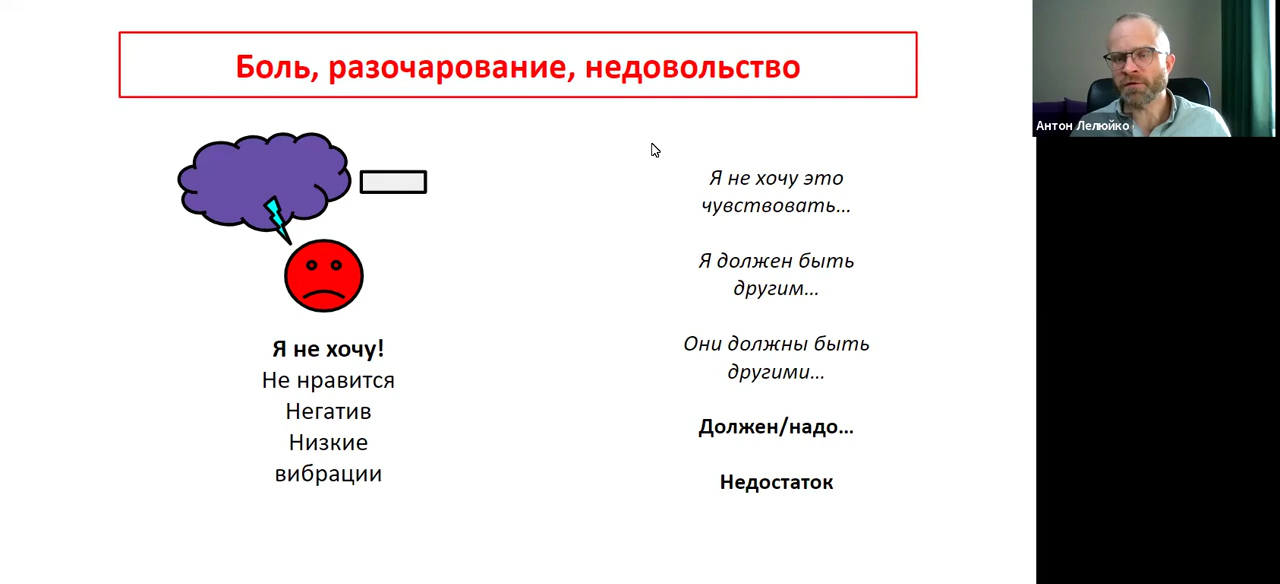 Боль, разочарование, недовольство
Антон Лелюйко
Я не хочу!
Не нравится
Негатив
Низкие
вибрации
Я не хочу это
чувствовать...
Я должен быть
другим...
Они должны быть
другими...
Должен/надо...
Недостаток